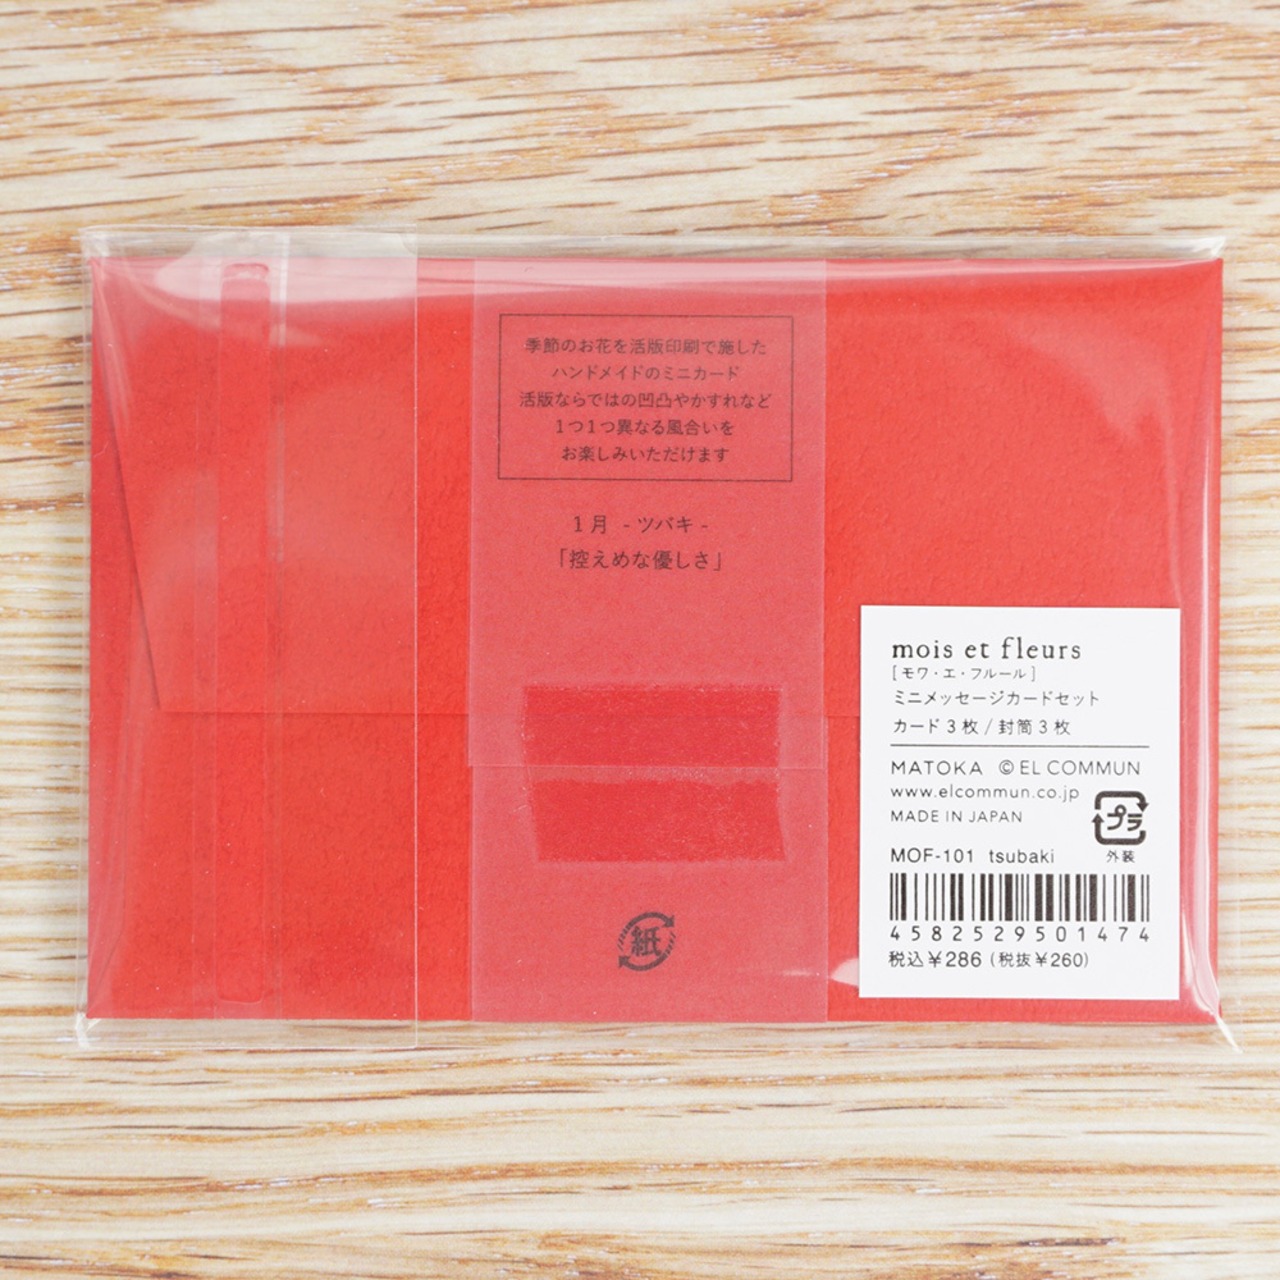 季節のお花を活版印刷で施した
ハンドメイドのミニカード
活版ならではの凹凸やかすれなど
1つ1つ異なる風合いを
お楽しみいただけます
1月 - ツバキ -
「控えめな優しさ」
紙
mois et fleurs
[ モワ・エ・フルール ]
ミニメッセージカードセット
カード 3 枚 / 封筒 3 枚
MATOKA © EL COMMUN
www.elcommun.co.jp
MADE IN JAPAN
プラ
外装
MOF-101 tsubaki
4582529501474
税込¥286 (税抜¥260)